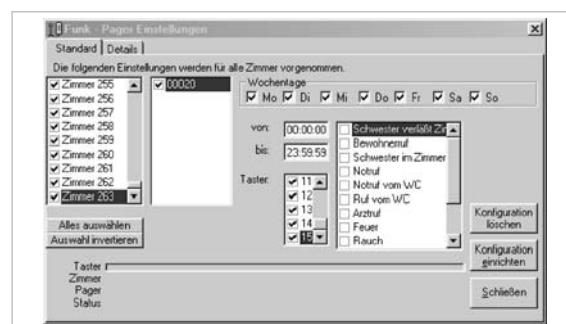 Funk - Pager Einstellungen
Standard Details
Die folgenden Einstellungen werden für alle Zimmer vorgenommen.
Zimmer 255
Zimmer 256
Zimmer 257
Zimmer 258
Zimmer 259
Zimmer 260
Zimmer 261
Zimmer 262
Zimmer 263
Alles auswählen
Auswahl invertieren
00020
Wochentage
Mo Di Mi Do Fr Sa So
von: 00:00:00
bis: 23:59:59
Taster:
11
12
13
14
15
Schwester verläßt Zir
Bewohnerruf
Schwester im Zimmer
Notruf
Notruf vom WC
Ruf vom WC
Arztruf
Feuer
Rauch
Konfiguration
löschen
Konfiguration
einrichten
Schließen
Taster
Zimmer
Pager
Status